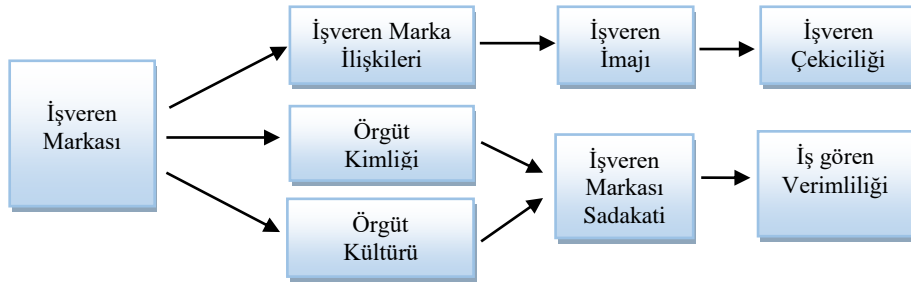 İşveren
Markası
İşveren Marka
İlişkileri
İşveren
İmajı
İşveren
Çekiciliği
Örgüt
Kimliği
Örgüt
Kültürü
İşveren
Markası
Sadakati
İş gören
Verimliliği